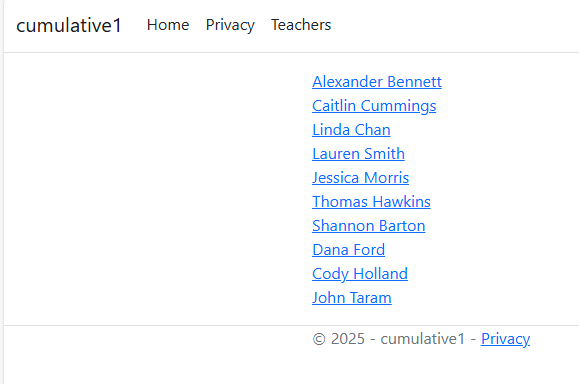 cumulative1 Home Privacy Teachers
Alexander Bennett
Caitlin Cummings
Linda Chan
Lauren Smith
Jessica Morris
Thomas Hawkins
Shannon Barton
Dana Ford
Cody Holland
John Taram
© 2025 - cumulative1 - Privacy